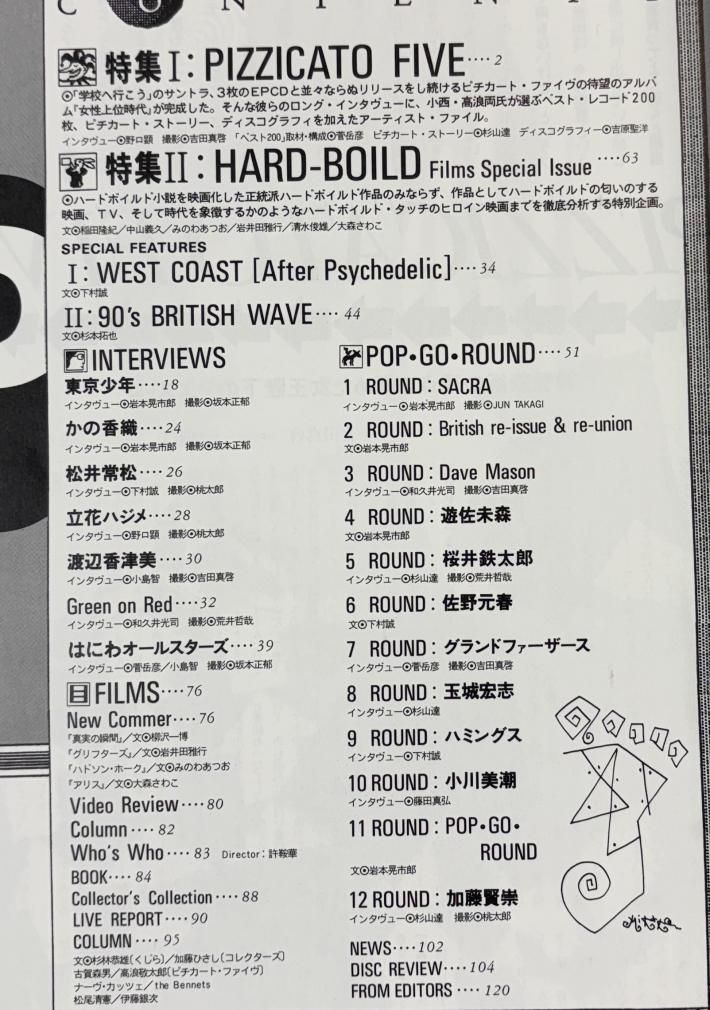 CONTENTS
特集I: PIZZICATO FIVE････2
⦿「学校へ行こう」のサントラ、3枚のEPCDと並々ならぬリリースをし続けるピチカート・ファイヴの待望のアルバ
ム「女性上位時代」が完成した。そんな彼らのロング・インタヴューに、小西・高浪両氏が選ぶベスト・レコード200
枚、ピチカート・ストーリー、ディスコグラフィを加えたアーティスト・ファイル。
インタヴュー⦿野口顕 撮影⦿吉田真啓 「ベスト200」取材・構成⦿菅岳彦 ピチカート・ストーリー⦿杉山達 ディスコグラフィー⦿吉原聖洋
特集II: HARD-BOILD Films Special Issue････63
⦿ハードボイルド小説を映画化した正統派ハードボイルド作品のみならず、作品としてハードボイルドの匂いのする
映画、TV、そして時代を象徴するかのようなハードボイルド・タッチのヒロイン映画までを徹底分析する特別企画。
文⦿稲田隆紀/中山義久/みのわあつお/岩井田雅行/清水俊雄/大森さわこ
SPECIAL FEATURES
I: WEST COAST [After Psychedelic]････34
文⦿下村誠
II: 90's BRITISH WAVE････44
文⦿杉本拓也
INTERVIEWS
東京少年････18
インタヴュー⦿岩本晃市郎 撮影⦿坂本正郁
かの香織････24
インタヴュー⦿岩本晃市郎 撮影⦿坂本正郁
松井常松････26
インタヴュー⦿下村誠 撮影⦿桃太郎
立花ハジメ････28
インタヴュー⦿野口顕 撮影⦿桃太郎
渡辺香津美････30
インタヴュー⦿小島智 撮影⦿吉田真啓
Green on Red････32
インタヴュー⦿和久井光司 撮影⦿荒井哲哉
はにわオールスターズ････39
インタヴュー⦿菅岳彦/小島智 撮影⦿坂本正郁
FILMS････76
New Commer････76
『真実の瞬間』/文⦿柳沢一博
『グリフターズ』/文⦿岩井田雅行
『ハドソン・ホーク』/文⦿みのわあつお
『アリス』/文⦿大森さわこ
Video Review････80
Column････82
Who's Who････83 Director:許鞍華
BOOK････84
Collector's Collection････88
LIVE REPORT････90
COLUMN････95
文⦿杉林恭雄(くじら)/加藤ひさし(コレクターズ)
古賀森男/高浪敬太郎(ピチカート・ファイヴ)
ナーヴ・カッツェ/the Bennets
松尾清憲/伊藤銀次
POP•GO•ROUND････51
1 ROUND: SACRA
インタヴュー⦿岩本晃市郎 撮影⦿JUN TAKAGI
2 ROUND: British re-issue & re-union
文⦿岩本晃市郎
3 ROUND: Dave Mason
インタヴュー⦿和久井光司 撮影⦿吉田真啓
4 ROUND: 遊佐未森
文⦿岩本晃市郎
5 ROUND: 桜井鉄太郎
インタヴュー⦿杉山達 撮影⦿荒井哲哉
6 ROUND: 佐野元春
文⦿下村誠
7 ROUND: グランドファーザース
インタヴュー⦿菅岳彦 撮影⦿吉田真啓
8 ROUND: 玉城宏志
インタヴュー⦿杉山達
9 ROUND: ハミングス
インタヴュー⦿下村誠
10 ROUND: 小川美潮
インタヴュー⦿藤田真弘
11 ROUND: POP•GO•
ROUND
文⦿岩本晃市郎
12 ROUND: 加藤賢崇
インタヴュー⦿杉山達 撮影⦿桃太郎
NEWS････102
DISC REVIEW････104
FROM EDITORS････120